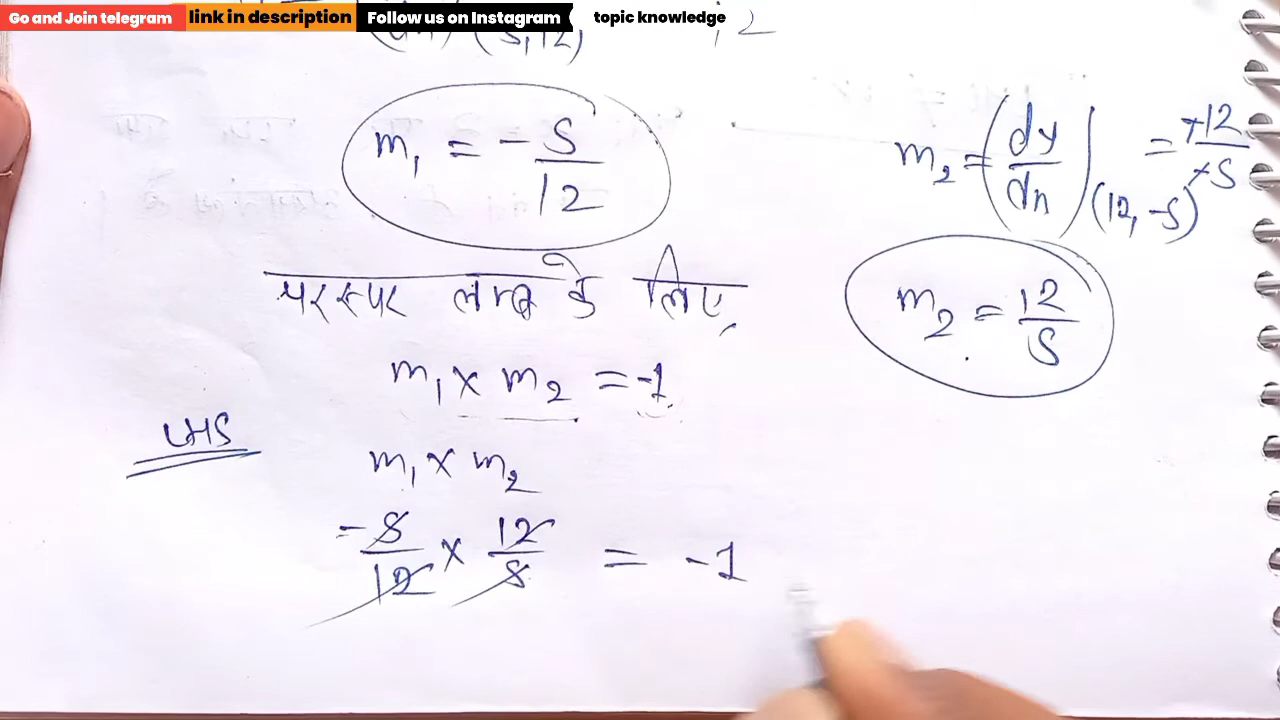 Go and Join telegram link in description Follow us on Instagram topic knowledge
(5,12)
m₁ = -5/12
m₂ = (dy/dx)(12, -5) = +12/+5
परस्पर लम्ब के लिए
m₂ = 12/5
m₁ x m₂ = -1
LHS
m₁ x m₂
= -5/12 x 12/5 = -1